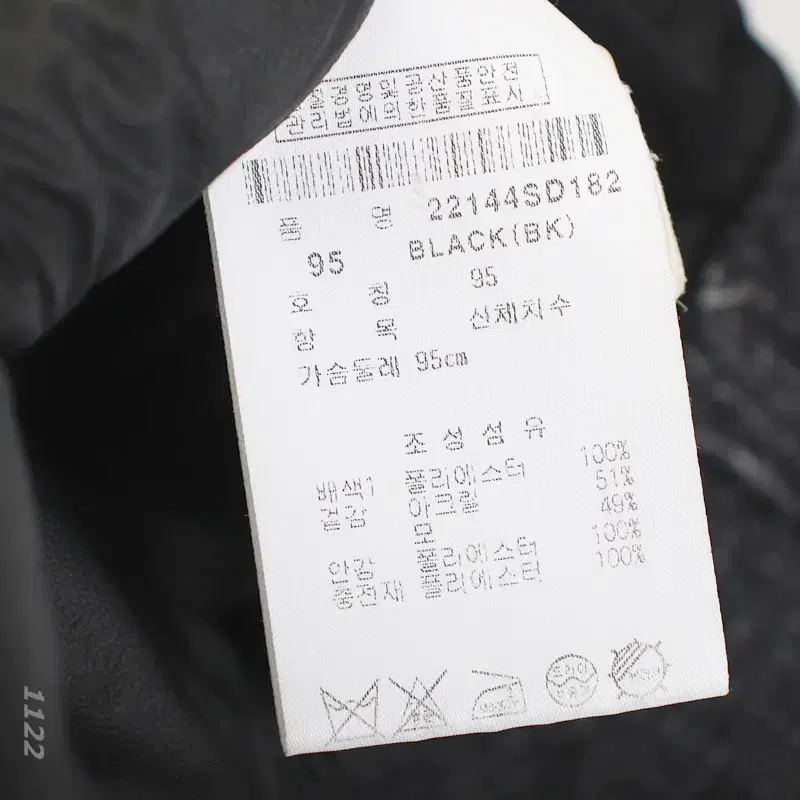 품질경영및공산품안전
관리법에의한품질표시
품 명 22144SD182
95 BLACK(BK)
호 칭 95
항 목 신체치수
가슴둘레 95cm
조 성 섬 유
배색1 폴리에스터 100%
겉감 아크릴 51%
모 49%
안감 폴리에스터 100%
충전재 폴리에스터 100%
드라이
1122